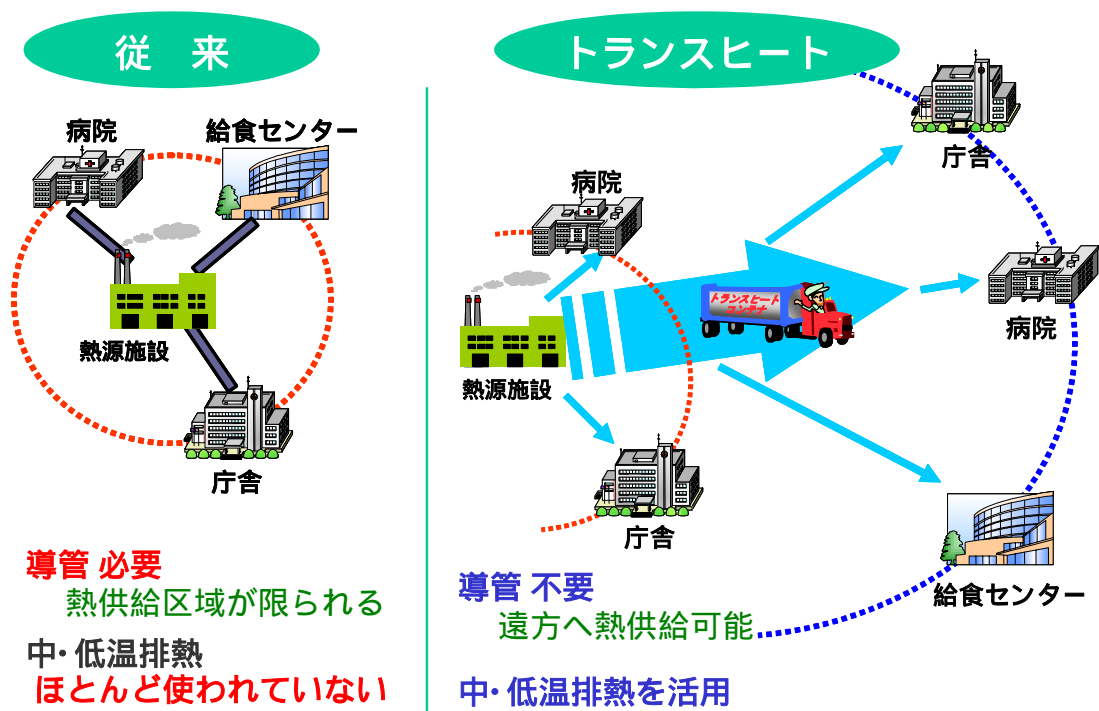 従 来
病院
給食センター
熱源施設
庁舎
導管 必要
熱供給区域が限られる
中・低温排熱
ほとんど使われていない
トランスヒート
庁舎
病院
トランスヒート
コンテナ
病院
熱源施設
庁舎
給食センター
導管 不要
遠方へ熱供給可能
中・低温排熱を活用